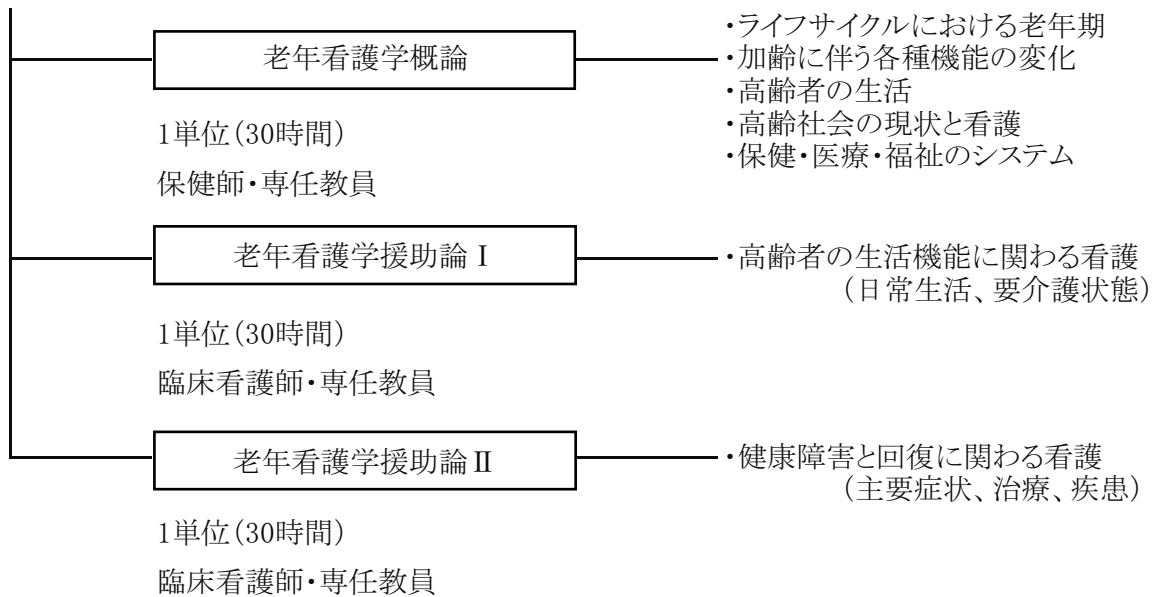 老年看護学概論
1単位（30時間）
保健師・専任教員
・ライフサイクルにおける老年期
・加齢に伴う各種機能の変化
・高齢者の生活
・高齢社会の現状と看護
・保健・医療・福祉のシステム
老年看護学援助論Ⅰ
1単位（30時間）
臨床看護師・専任教員
・高齢者の生活機能に関わる看護
（日常生活、要介護状態）
老年看護学援助論Ⅱ
1単位（30時間）
臨床看護師・専任教員
・健康障害と回復に関わる看護
（主要症状、治療、疾患）